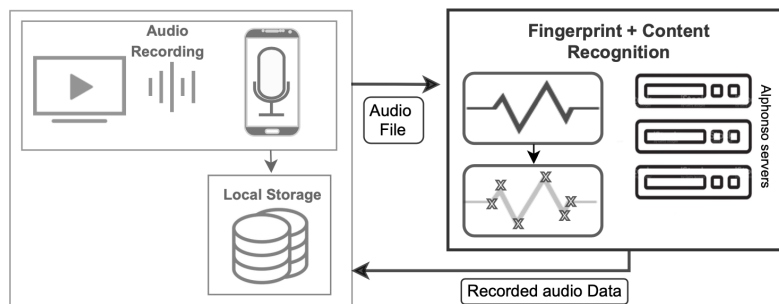 Audio
Recording
Local Storage
Audio
File
Fingerprint + Content
Recognition
Alphonso servers
Recorded audio Data